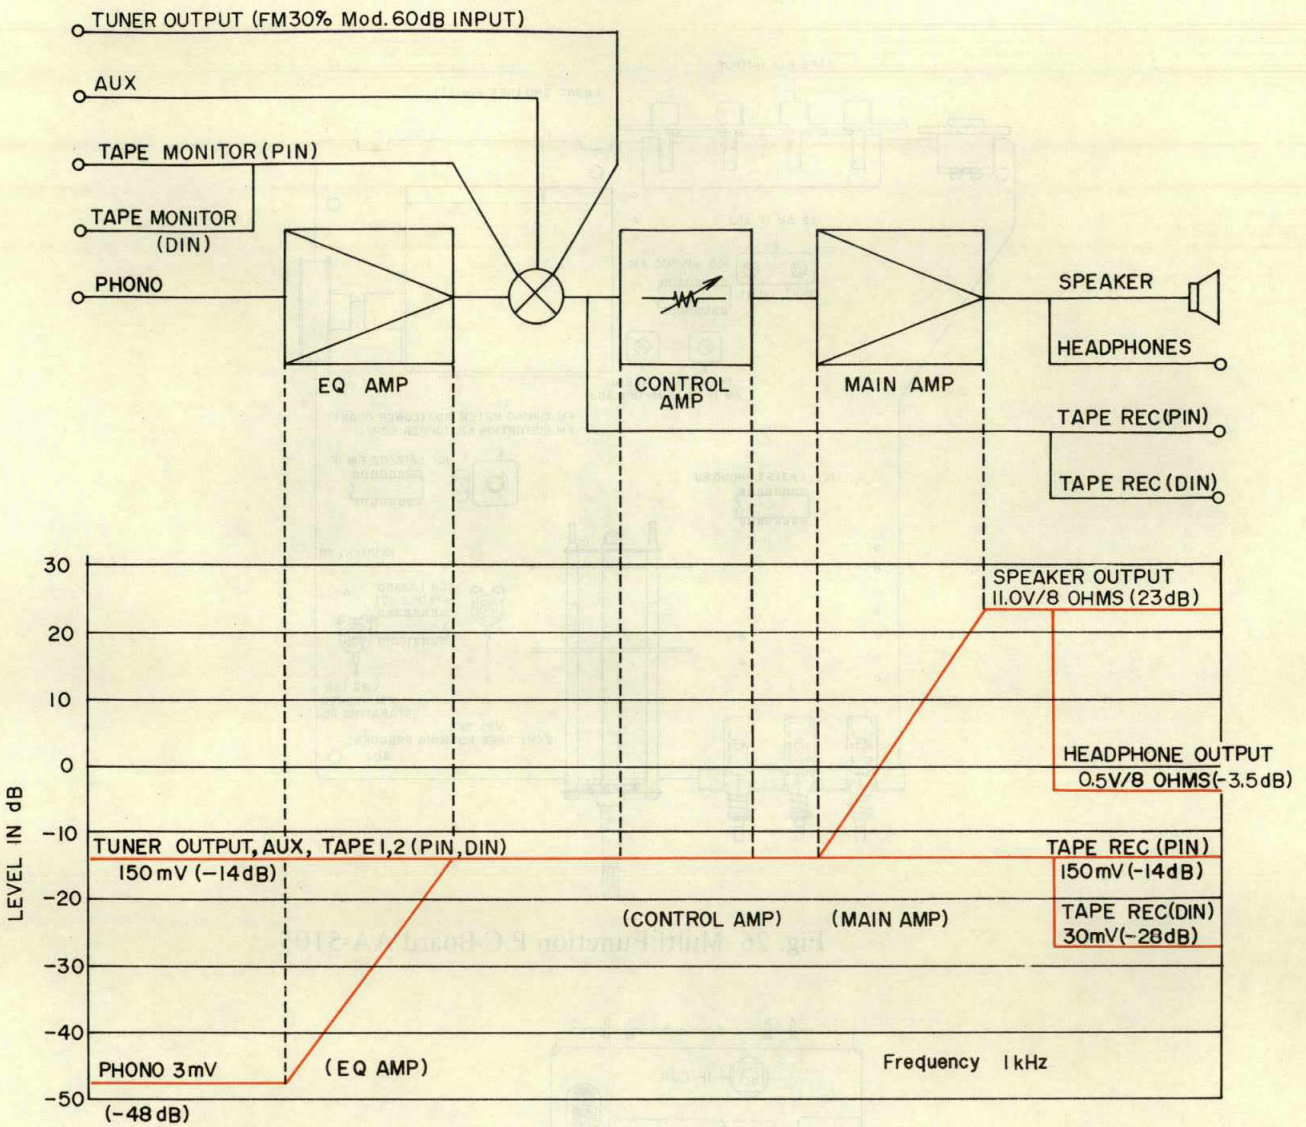 TUNER OUTPUT (FM30% Mod. 60dB INPUT)
AUX
TAPE MONITOR (PIN)
TAPE MONITOR
(DIN)
PHONO
EQ AMP
CONTROL
AMP
MAIN AMP
SPEAKER
HEADPHONES
TAPE REC(PIN)
TAPE REC(DIN)
LEVEL IN dB
30
20
10
0
-10
-20
-30
-40
-50
SPEAKER OUTPUT
11.0V/8 OHMS (23dB)
HEADPHONE OUTPUT
0.5V/8 OHMS(-3.5dB)
TUNER OUTPUT, AUX, TAPE 1,2 (PIN, DIN)
150mV (-14dB)
TAPE REC (PIN)
150mV(-14dB)
TAPE REC(DIN)
30mV(-28dB)
(CONTROL AMP)
(MAIN AMP)
Fig. 26 Multi Function P.C-Board AA-510
PHONO 3mV
(-48dB)
(EQ AMP)
Frequency 1kHz